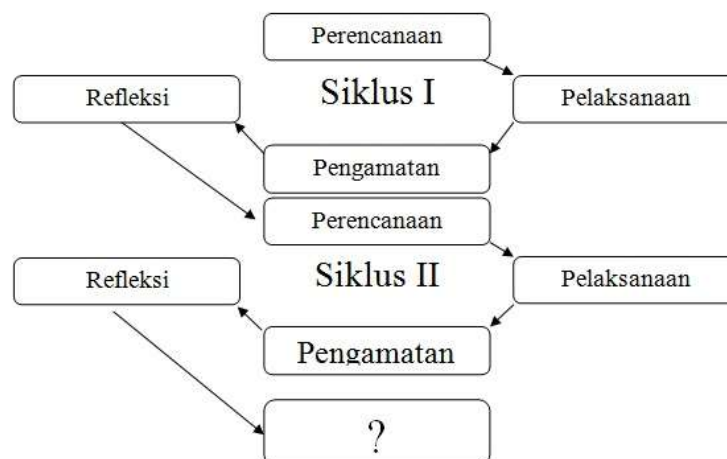 Perencanaan
Siklus I
Refleksi
Pelaksanaan
Pengamatan
Perencanaan
Siklus II
Refleksi
Pelaksanaan
Pengamatan
?